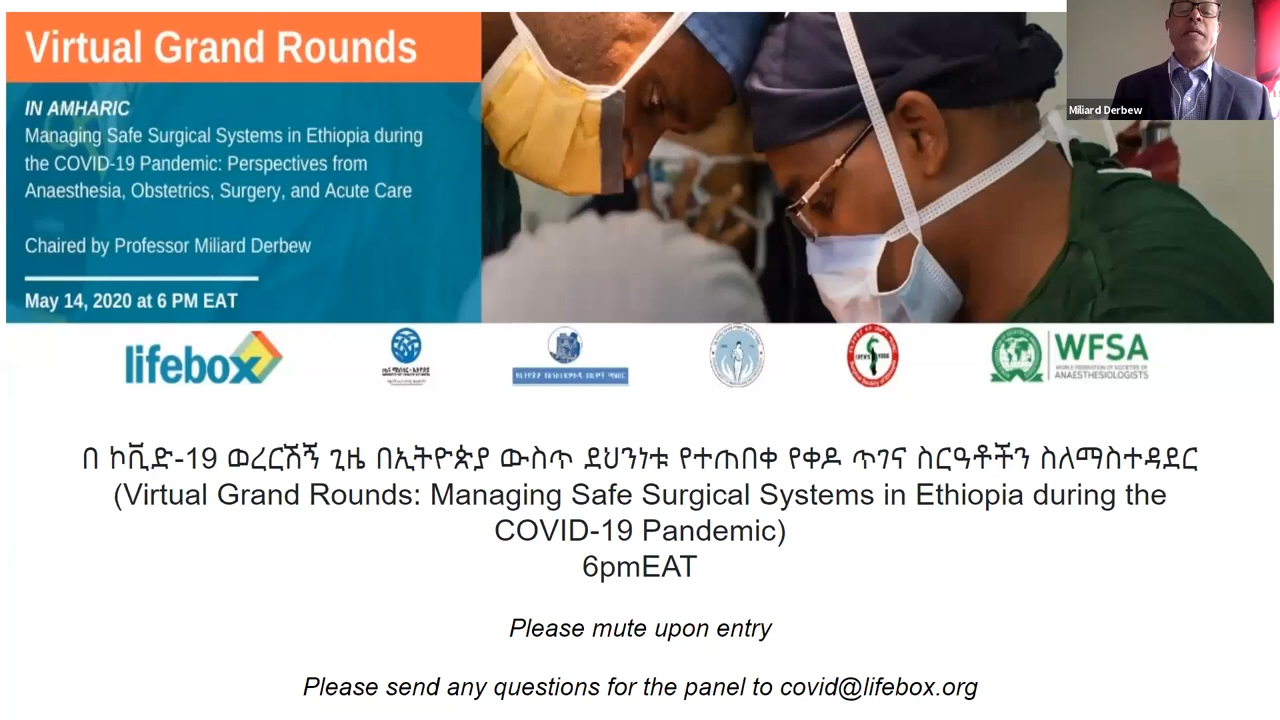 Virtual Grand Rounds
IN AMHARIC
Managing Safe Surgical Systems in Ethiopia during
the COVID-19 Pandemic: Perspectives from
Anaesthesia, Obstetrics, Surgery, and Acute Care
Chaired by Professor Miliard Derbew
May 14, 2020 at 6 PM EAT
Miliard Derbew
lifebox
WFSA
WORLD FEDERATION OF SOCIETIES OF
ANAESTHESIOLOGISTS
በ ኮቪድ-19 ወረርሽኝ ጊዜ በኢትዮጵያ ውስጥ ደህንነቱ የተጠበቀ የቀዶ ጥገና ስርዓቶችን ስለማስተዳደር
(Virtual Grand Rounds: Managing Safe Surgical Systems in Ethiopia during the
COVID-19 Pandemic)
6pmEAT
Please mute upon entry
Please send any questions for the panel to covid@lifebox.org